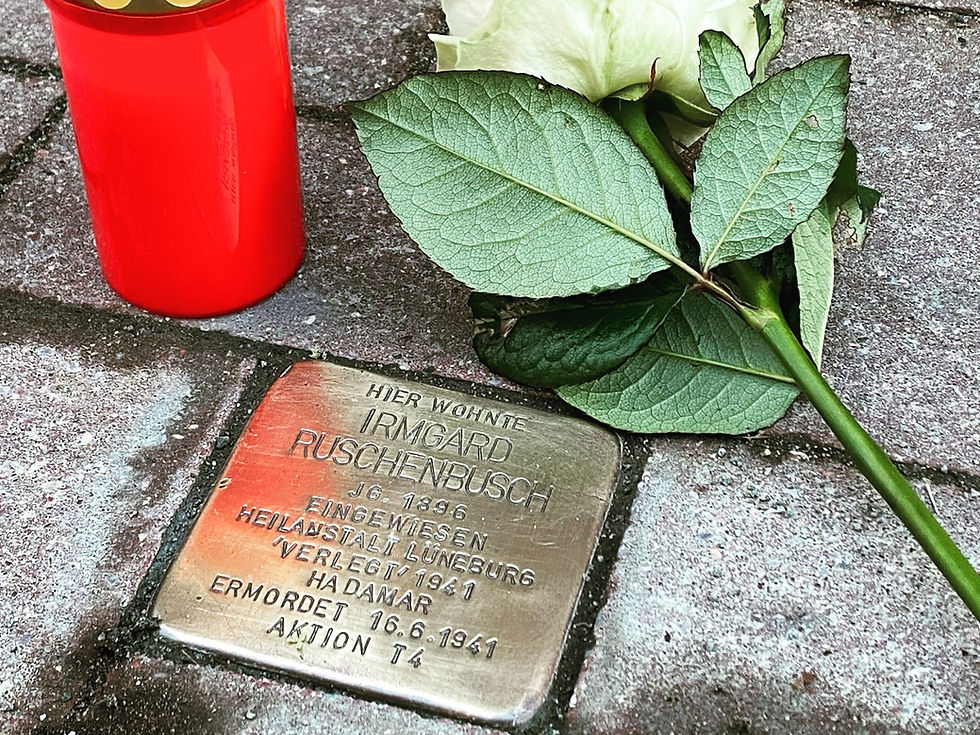 HIER WOHNTE
IRMGARD
RUSCHENBUSCH
JG. 1896
EINGEWIESEN
HEILANSTALT LÜNEBURG
'VERLEGT' 1941
HADAMAR
ERMORDET 16.6.1941
AKTION T4